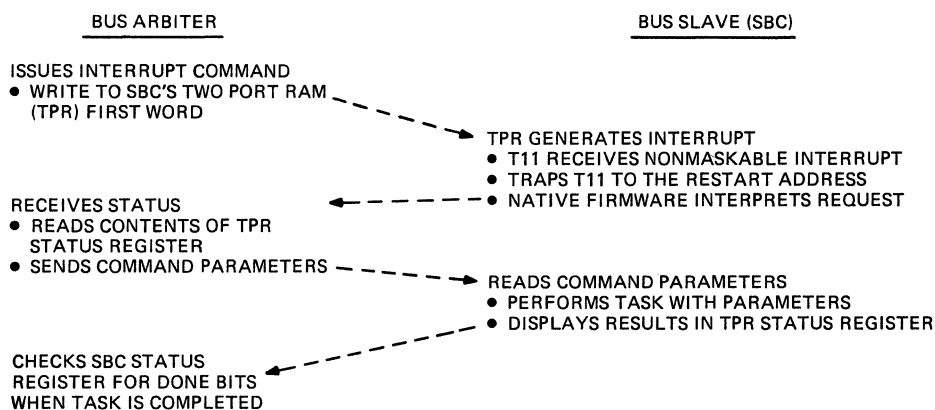 BUS ARBITER
BUS SLAVE (SBC)
ISSUES INTERRUPT COMMAND
● WRITE TO SBC'S TWO PORT RAM
(TPR) FIRST WORD
TPR GENERATES INTERRUPT
● T11 RECEIVES NONMASKABLE INTERRUPT
● TRAPS T11 TO THE RESTART ADDRESS
● NATIVE FIRMWARE INTERPRETS REQUEST
RECEIVES STATUS
● READS CONTENTS OF TPR
STATUS REGISTER
● SENDS COMMAND PARAMETERS
READS COMMAND PARAMETERS
● PERFORMS TASK WITH PARAMETERS
● DISPLAYS RESULTS IN TPR STATUS REGISTER
CHECKS SBC STATUS
REGISTER FOR DONE BITS
WHEN TASK IS COMPLETED